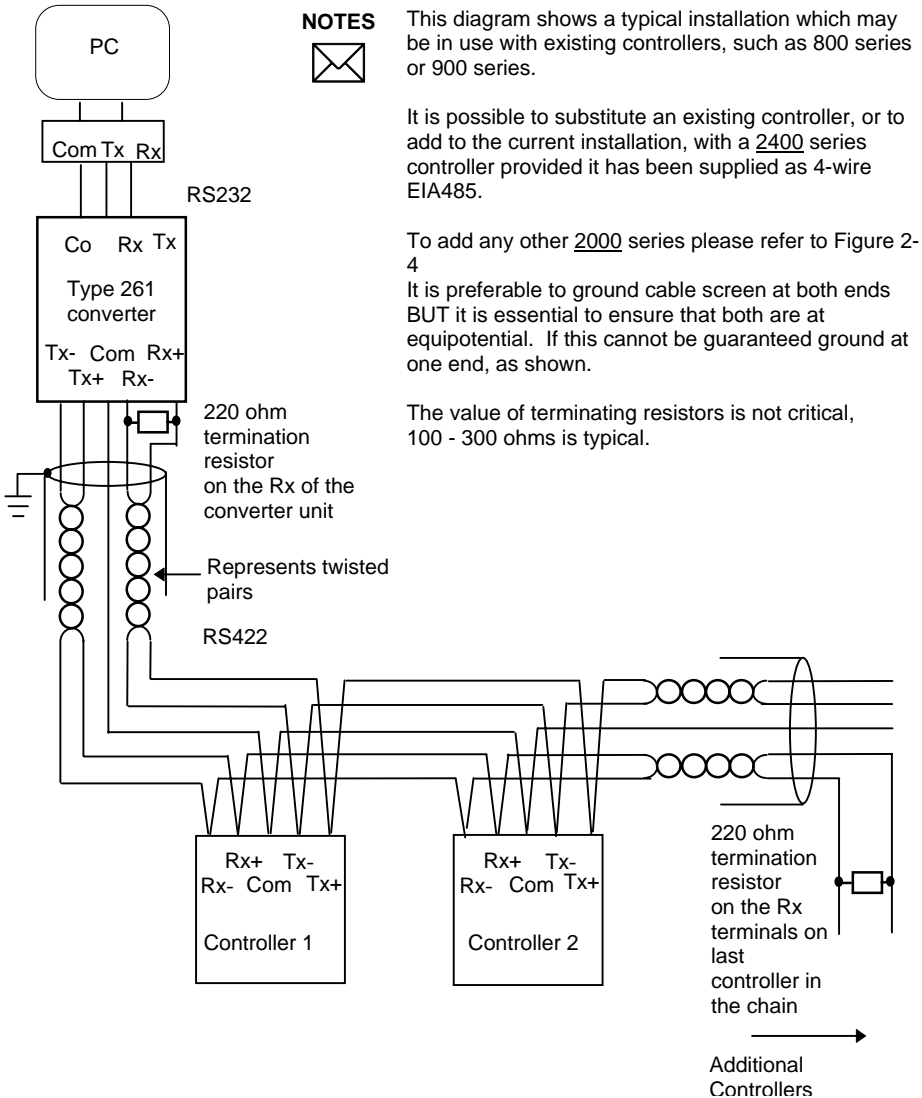 PC
Com Tx Rx
RS232
Co Rx Tx
Type 261
converter
Tx- Com Rx+
Tx+ Rx-
220 ohm
termination
resistor
on the Rx of the
converter unit
Represents twisted
pairs
RS422
NOTES
This diagram shows a typical installation which may
be in use with existing controllers, such as 800 series
or 900 series.
It is possible to substitute an existing controller, or to
add to the current installation, with a 2400 series
controller provided it has been supplied as 4-wire
EIA485.
To add any other 2000 series please refer to Figure 2-
4
It is preferable to ground cable screen at both ends
BUT it is essential to ensure that both are at
equipotential. If this cannot be guaranteed ground at
one end, as shown.
The value of terminating resistors is not critical,
100 - 300 ohms is typical.
Rx+ Tx-
Rx- Com Tx+
Controller 1
Rx+ Tx-
Rx- Com Tx+
Controller 2
220 ohm
termination
resistor
on the Rx
terminals on
last
controller in
the chain
Additional
Controllers